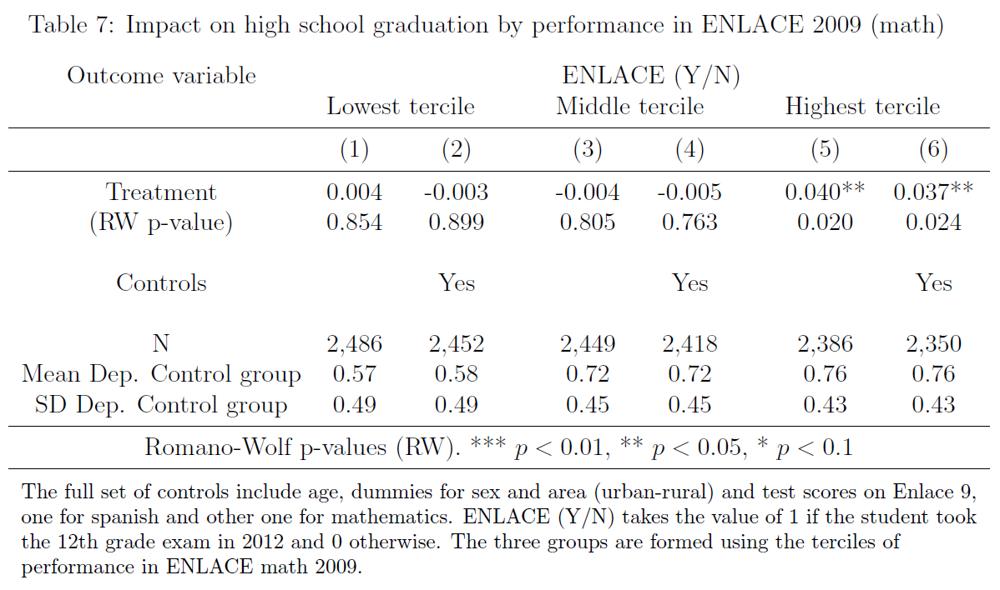 Table 7: Impact on high school graduation by performance in ENLACE 2009 (math)
Outcome variable ENLACE (Y/N)
Lowest tercile Middle tercile Highest tercile
(1) (2) (3) (4) (5) (6)
Treatment 0.004 -0.003 -0.004 -0.005 0.040** 0.037**
(RW p-value) 0.854 0.899 0.805 0.763 0.020 0.024
Controls Yes Yes Yes
N 2,486 2,452 2,449 2,418 2,386 2,350
Mean Dep. Control group 0.57 0.58 0.72 0.72 0.76 0.76
SD Dep. Control group 0.49 0.49 0.45 0.45 0.43 0.43
Romano-Wolf p-values (RW). *** p < 0.01, ** p < 0.05, * p < 0.1
The full set of controls include age, dummies for sex and area (urban-rural) and test scores on Enlace 9,
one for spanish and other one for mathematics. ENLACE (Y/N) takes the value of 1 if the student took
the 12th grade exam in 2012 and 0 otherwise. The three groups are formed using the terciles of
performance in ENLACE math 2009.